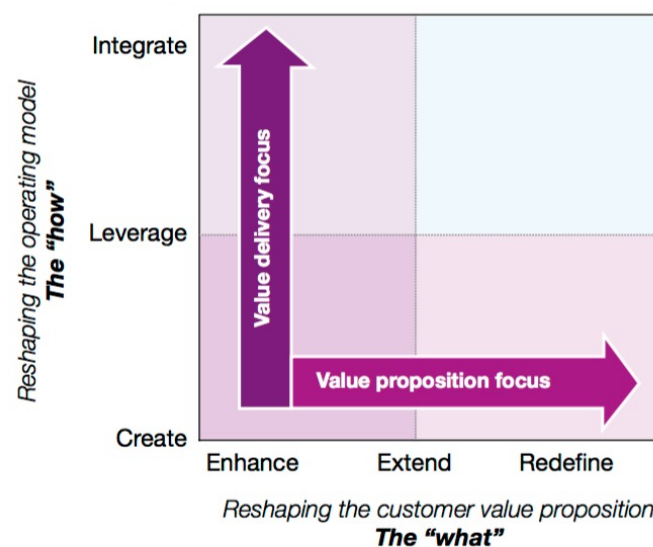 Integrate
Leverage
Create
Reshaping the operating model
The “how”
Value delivery focus
Value proposition focus
Enhance
Extend
Redefine
Reshaping the customer value proposition
The “what”